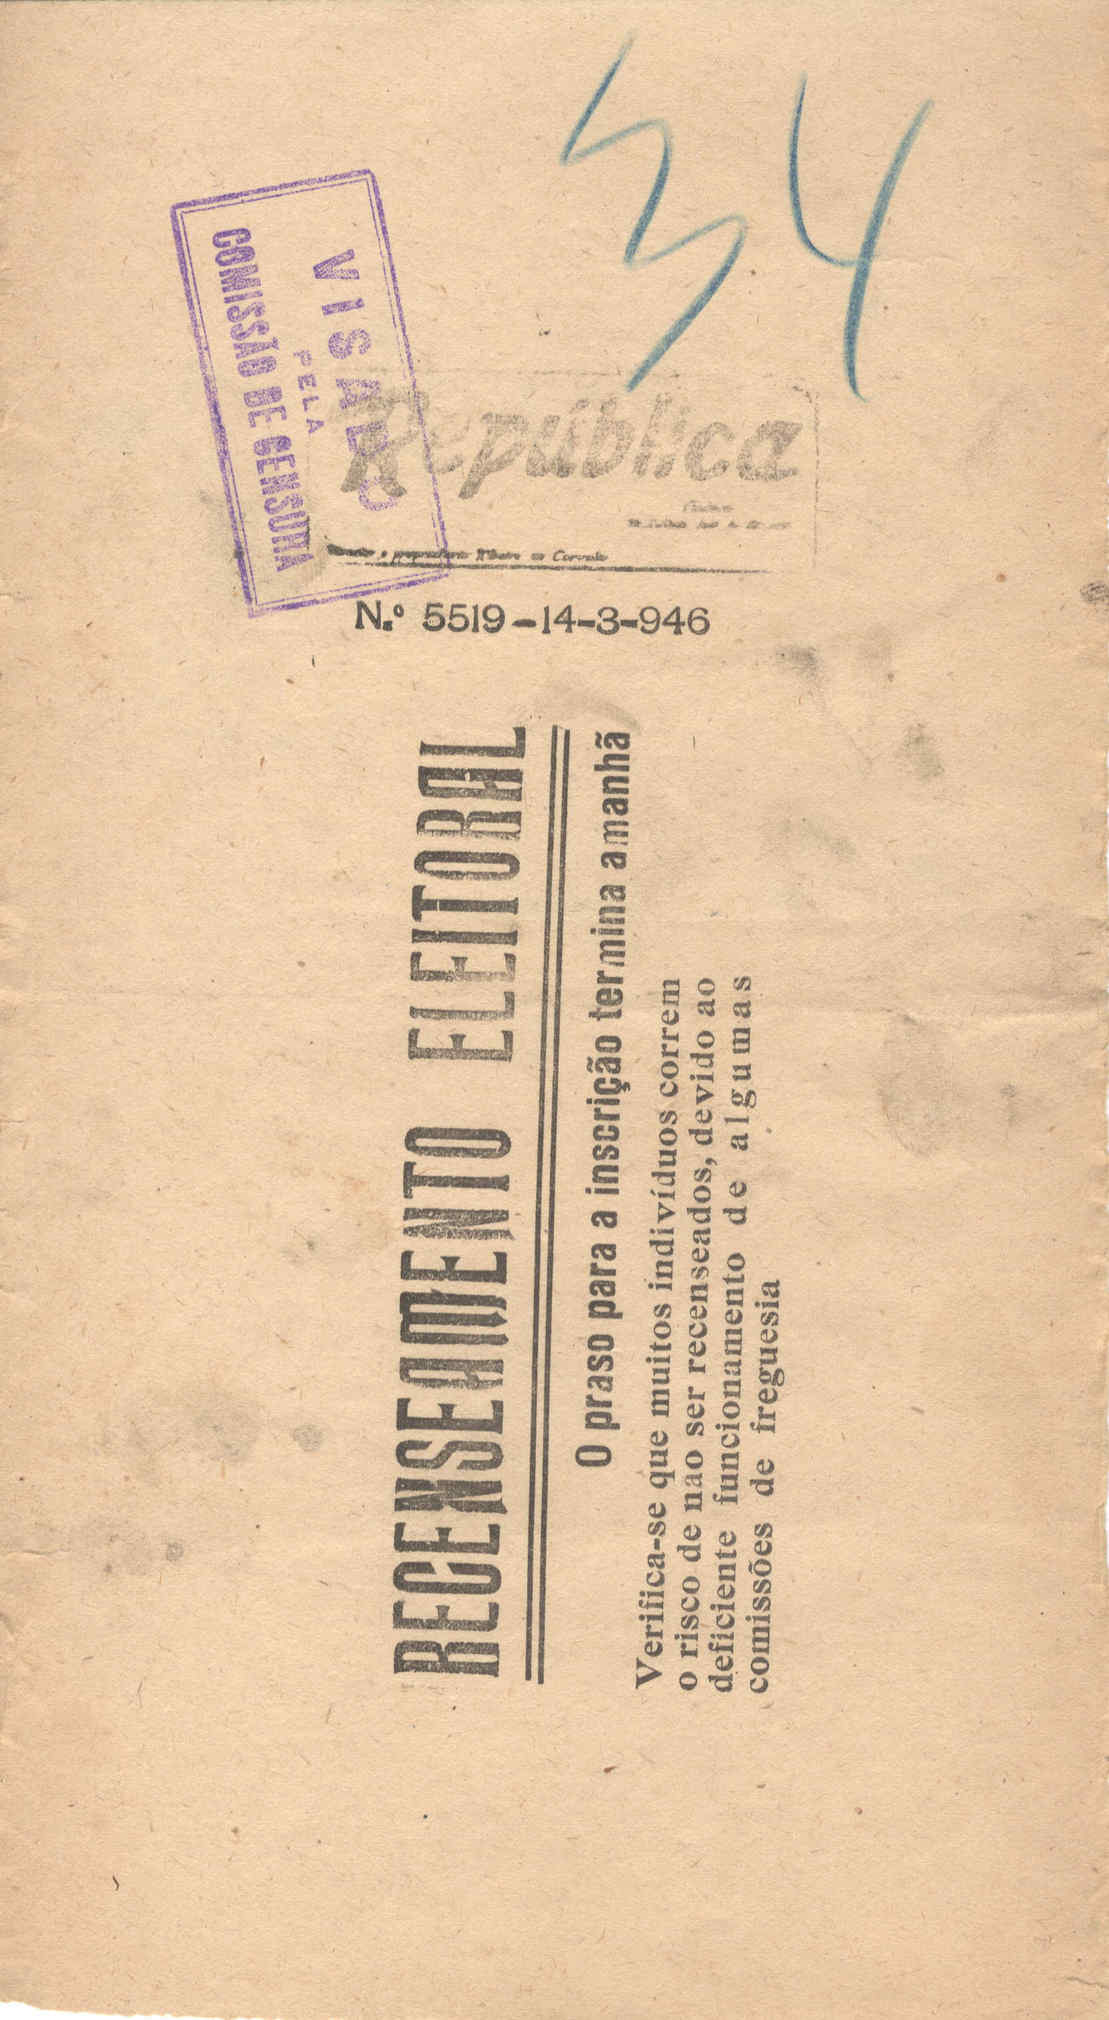 34
VISADO
PELA
COMISSÃO DE CENSURA
República
N.º 5519-14-3-946
RECENSEAMENTO ELEITORAL
O praso para a inscrição termina amanhã
Verifica-se que muitos indivíduos correm
o risco de não ser recenseados, devido ao
deficiente funcionamento de algumas
comissões de freguesia